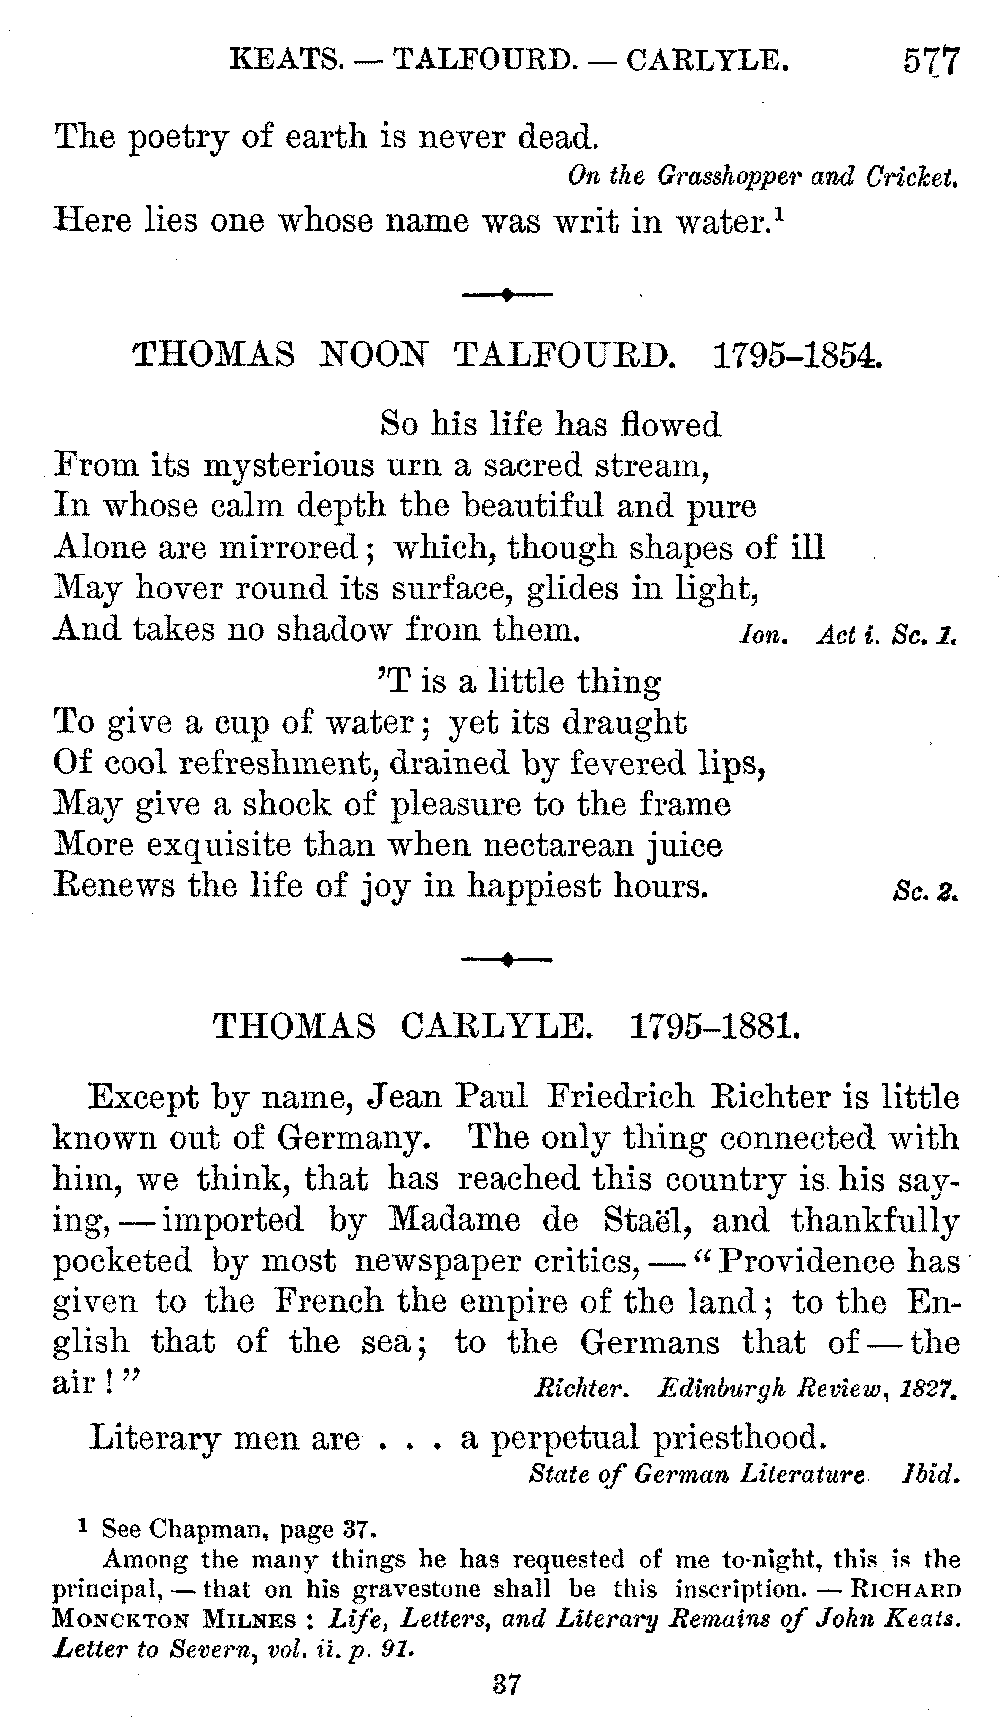 KEATS. — TALFOURD. — CARLYLE. 577
The poetry of earth is never dead.
On the Grasshopper and Cricket.
Here lies one whose name was writ in water.¹
THOMAS NOON TALFOURD. 1795–1854.
So his life has flowed
From its mysterious urn a sacred stream,
In whose calm depth the beautiful and pure
Alone are mirrored; which, though shapes of ill
May hover round its surface, glides in light,
And takes no shadow from them. Ion. Act i. Sc. 1.
'T is a little thing
To give a cup of water; yet its draught
Of cool refreshment, drained by fevered lips,
May give a shock of pleasure to the frame
More exquisite than when nectarean juice
Renews the life of joy in happiest hours. Sc. 2.
THOMAS CARLYLE. 1795–1881.
Except by name, Jean Paul Friedrich Richter is little
known out of Germany. The only thing connected with
him, we think, that has reached this country is his say-
ing, — imported by Madame de Staël, and thankfully
pocketed by most newspaper critics, — “Providence has
given to the French the empire of the land; to the En-
glish that of the sea; to the Germans that of — the
air!” Richter. Edinburgh Review, 1827.
Literary men are . . . a perpetual priesthood.
State of German Literature Ibid.
¹ See Chapman, page 37.
Among the many things he has requested of me to-night, this is the
principal, — that on his gravestone shall be this inscription. — RICHARD
MONCKTON MILNES: Life, Letters, and Literary Remains of John Keats.
Letter to Severn, vol. ii. p. 91.
37